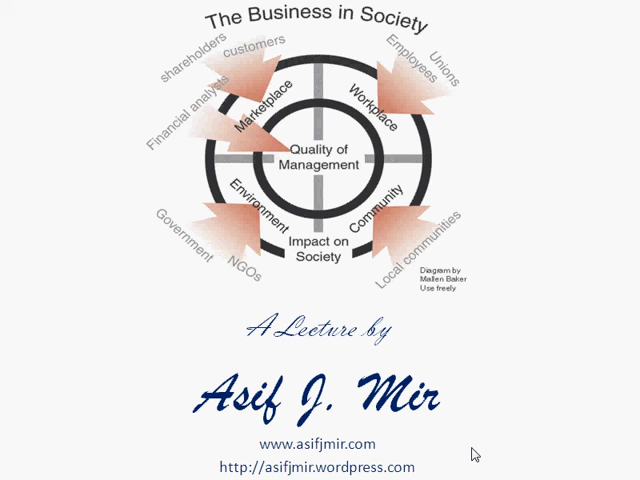 The Business in Society
shareholders
customers
Financial analysts
Employees
Unions
Marketplace
Workplace
Quality of
Management
Environment
Community
Impact on
Society
Government
NGOs
Local communities
Diagram by
Mallen Baker
Use freely
A Lecture by
Asif J. Mir
www.asifjmir.com
http://asifjmir.wordpress.com